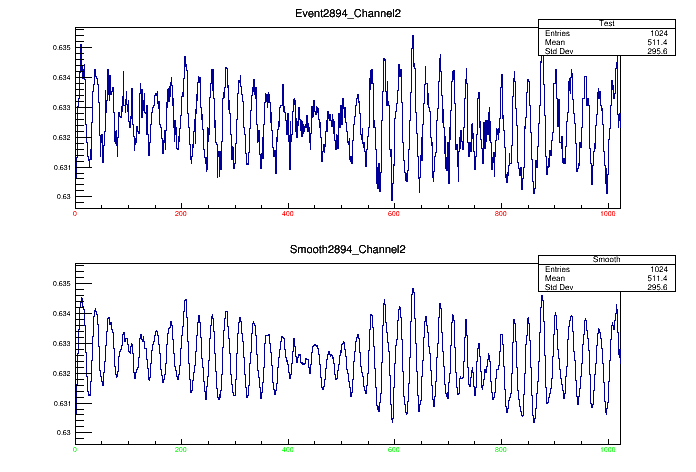 Event2894_Channel2
Test
Entries 1024
Mean 511.4
Std Dev 295.6
0.635
0.634
0.633
0.632
0.631
0.63
0 200 400 600 800 1000
Smooth2894_Channel2
Smooth
Entries 1024
Mean 511.4
Std Dev 295.6
0.635
0.634
0.633
0.632
0.631
0.63
0 200 400 600 800 1000